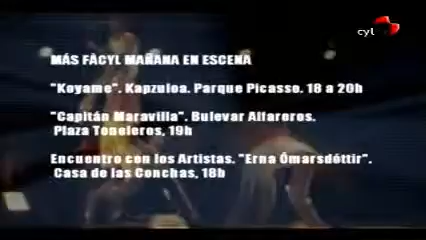 cyl
MÁS FÀCYL MAÑANA EN ESCENA
"Koyame". Kapzuloa. Parque Picasso. 18 a 20h
"Capitán Maravilla". Bulevar Alfareros.
Plaza Toneleros, 19h
Encuentro con los Artistas. "Erna Ómarsdóttir".
Casa de las Conchas, 18h